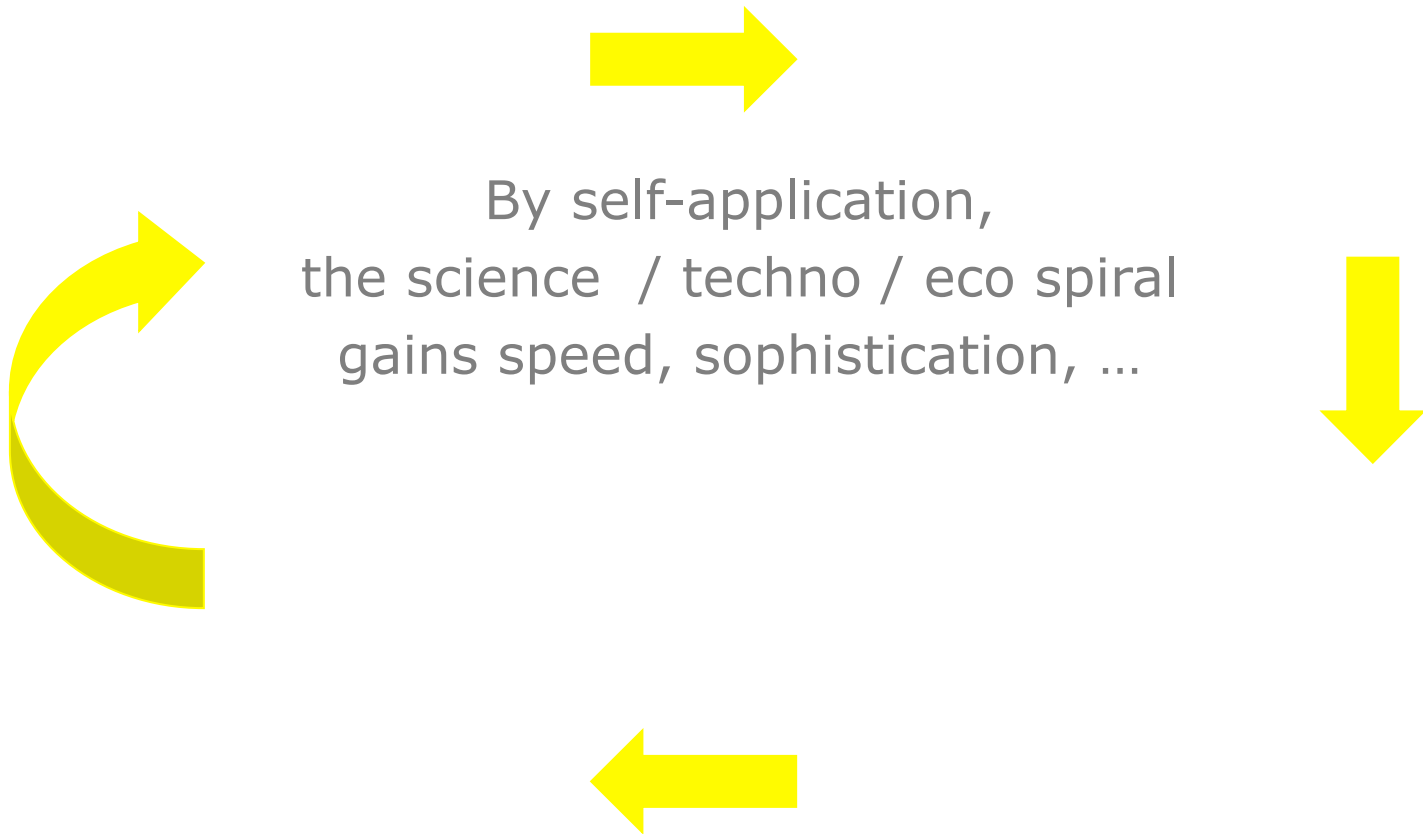 By self-application,
the science / techno / eco spiral
gains speed, sophistication, …